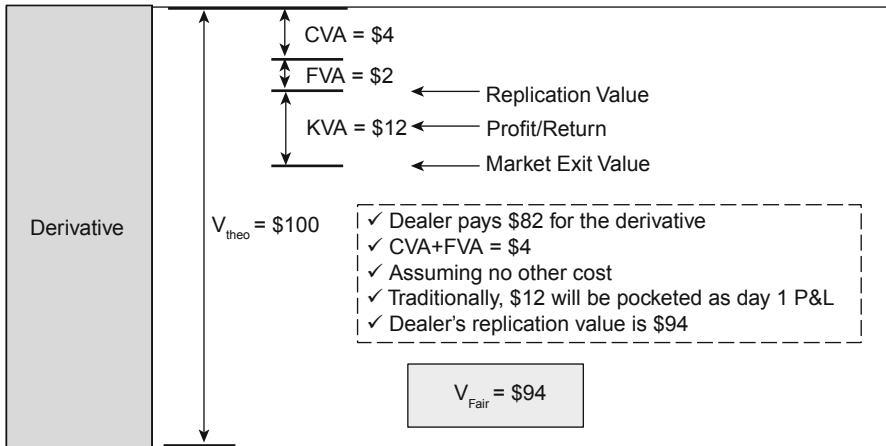 CVA = $4
FVA = $2
Replication Value
KVA = $12
Profit/Return
Market Exit Value
Derivative
Vtheo = $100
✓ Dealer pays $82 for the derivative
✓ CVA+FVA = $4
✓ Assuming no other cost
✓ Traditionally, $12 will be pocketed as day 1 P&L
✓ Dealer's replication value is $94
VFair = $94